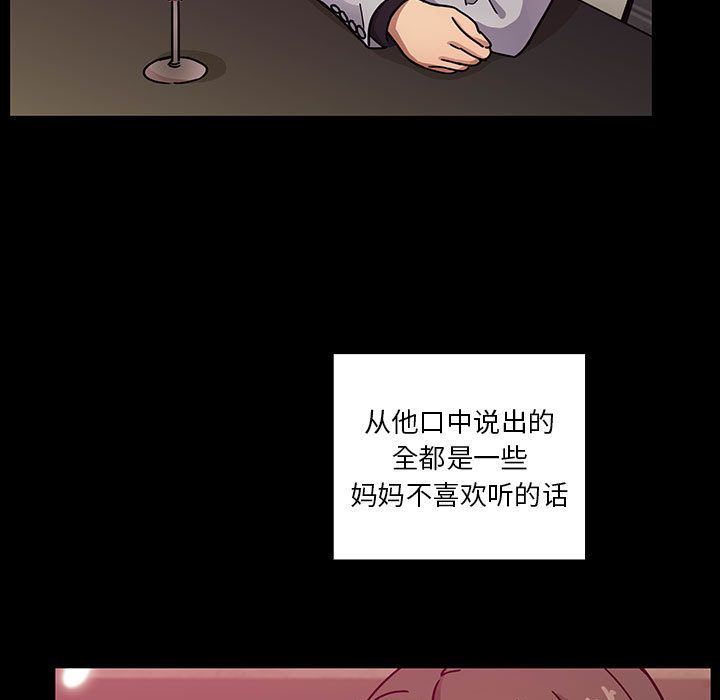 从他口中说出的
全都是一些
妈妈不喜欢听的话